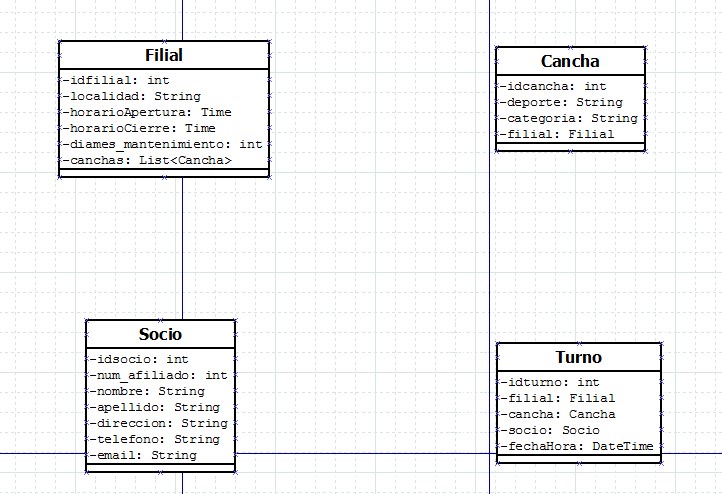 Filial
-idfilial: int
-localidad: String
-horarioApertura: Time
-horarioCierre: Time
-diames_mantenimiento: int
-canchas: List<Cancha>
Cancha
-idcancha: int
-deporte: String
-categoria: String
-filial: Filial
Socio
-idsocio: int
-num_afiliado: int
-nombre: String
-apellido: String
-direccion: String
-telefono: String
-email: String
Turno
-idturno: int
-filial: Filial
-cancha: Cancha
-socio: Socio
-fechaHora: DateTime